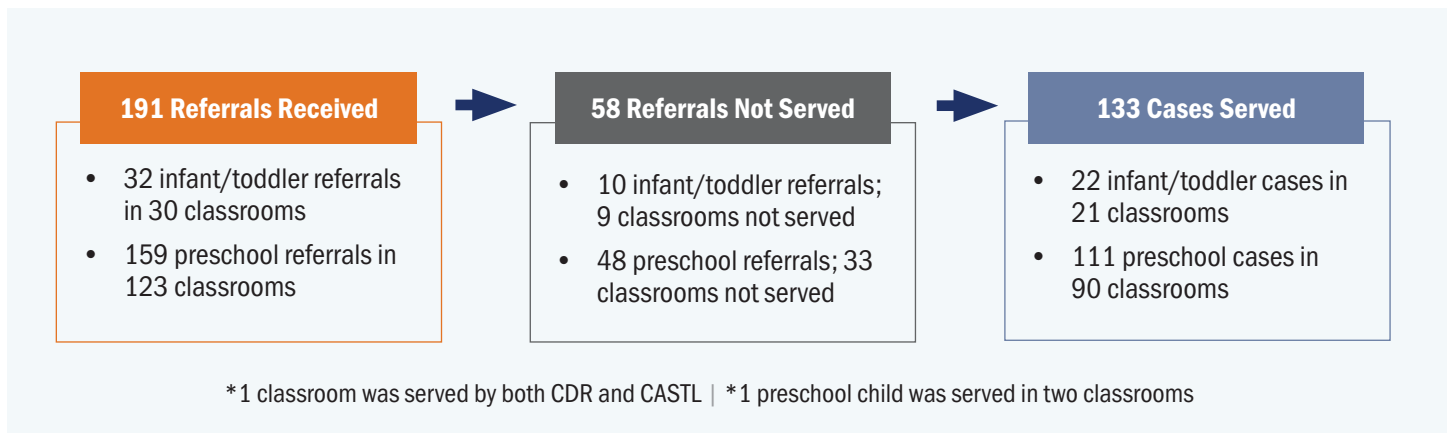 191 Referrals Received
• 32 infant/toddler referrals
in 30 classrooms
• 159 preschool referrals in
123 classrooms
58 Referrals Not Served
• 10 infant/toddler referrals;
9 classrooms not served
• 48 preschool referrals; 33
classrooms not served
133 Cases Served
• 22 infant/toddler cases in
21 classrooms
• 111 preschool cases in
90 classrooms
*1 classroom was served by both CDR and CASTL | *1 preschool child was served in two classrooms